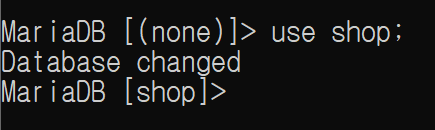 MariaDB [(none)]> use shop;
Database changed
MariaDB [shop]>